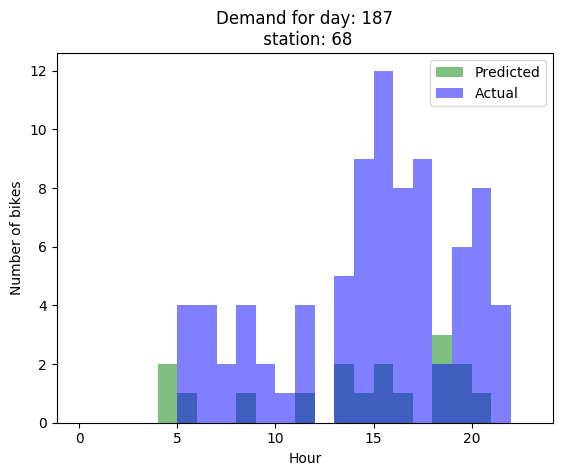 Demand for day: 187
station: 68
Predicted
Actual
12
10
8
6
4
2
0
Number of bikes
0 5 10 15 20
Hour